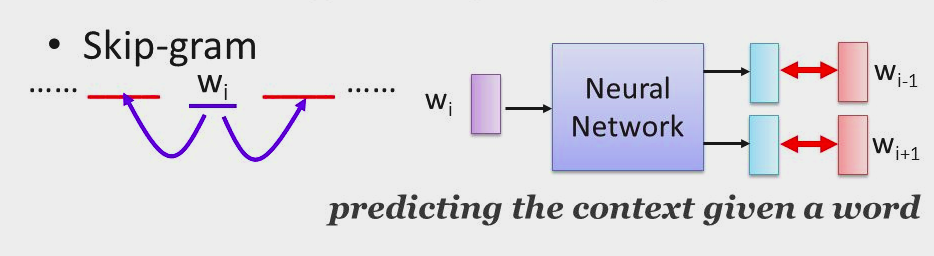 • Skip-gram
…… wi ……
wi
Neural
Network
wi-1
wi+1
predicting the context given a word